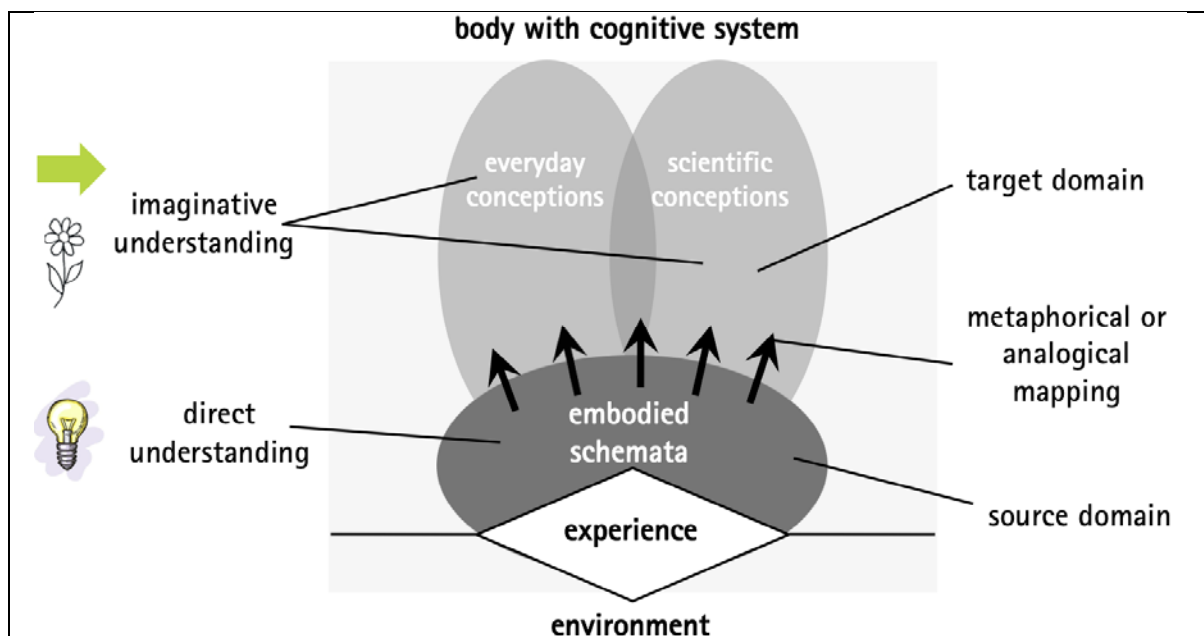 body with cognitive system
everyday
conceptions
scientific
conceptions
imaginative
understanding
target domain
metaphorical or
analogical
mapping
direct
understanding
embodied
schemata
source domain
experience
environment